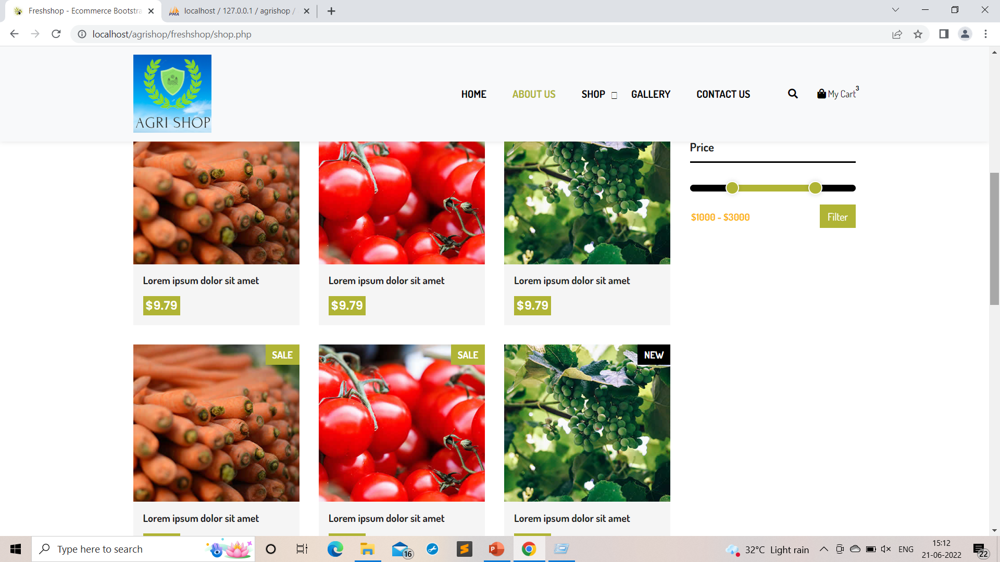 Freshshop - Ecommerce Bootstra
localhost / 127.0.0.1 / agrishop /
localhost/agrishop/freshshop/shop.php
AGRI SHOP
HOME
ABOUT US
SHOP
GALLERY
CONTACT US
My Cart
3
Price
$1000 - $3000
Filter
Lorem ipsum dolor sit amet
Lorem ipsum dolor sit amet
Lorem ipsum dolor sit amet
$9.79
$9.79
$9.79
SALE
SALE
NEW
Lorem ipsum dolor sit amet
Lorem ipsum dolor sit amet
Lorem ipsum dolor sit amet
Type here to search
16
32°C Light rain
ENG
15:12
21-06-2022
22